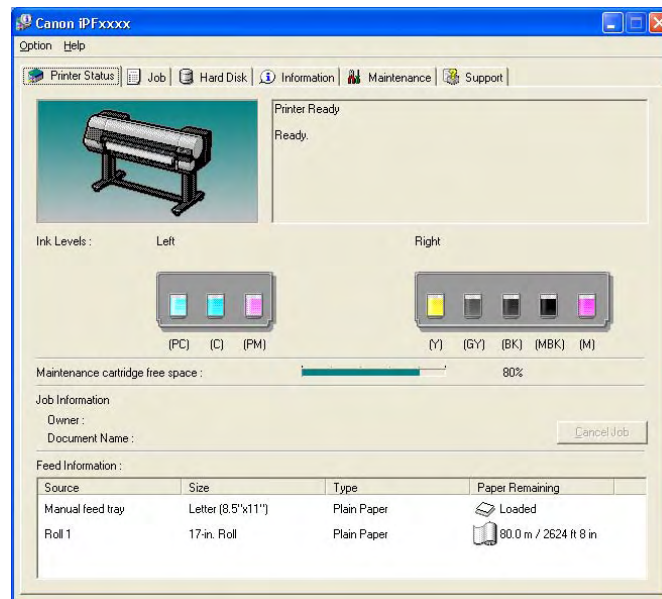 Canon iPFxxxx
Option Help
Printer Status Job Hard Disk Information Maintenance Support
Printer Ready
Ready.
Ink Levels : Left Right
(PC) (C) (PM) (Y) (GY) (BK) (MBK) (M)
Maintenance cartridge free space : 80%
Job Information
Owner :
Document Name :
Cancel Job
Feed Information :
Source Size Type Paper Remaining
Manual feed tray Letter (8.5"x11") Plain Paper Loaded
Roll 1 17-in. Roll Plain Paper 80.0 m / 2624 ft 8 in